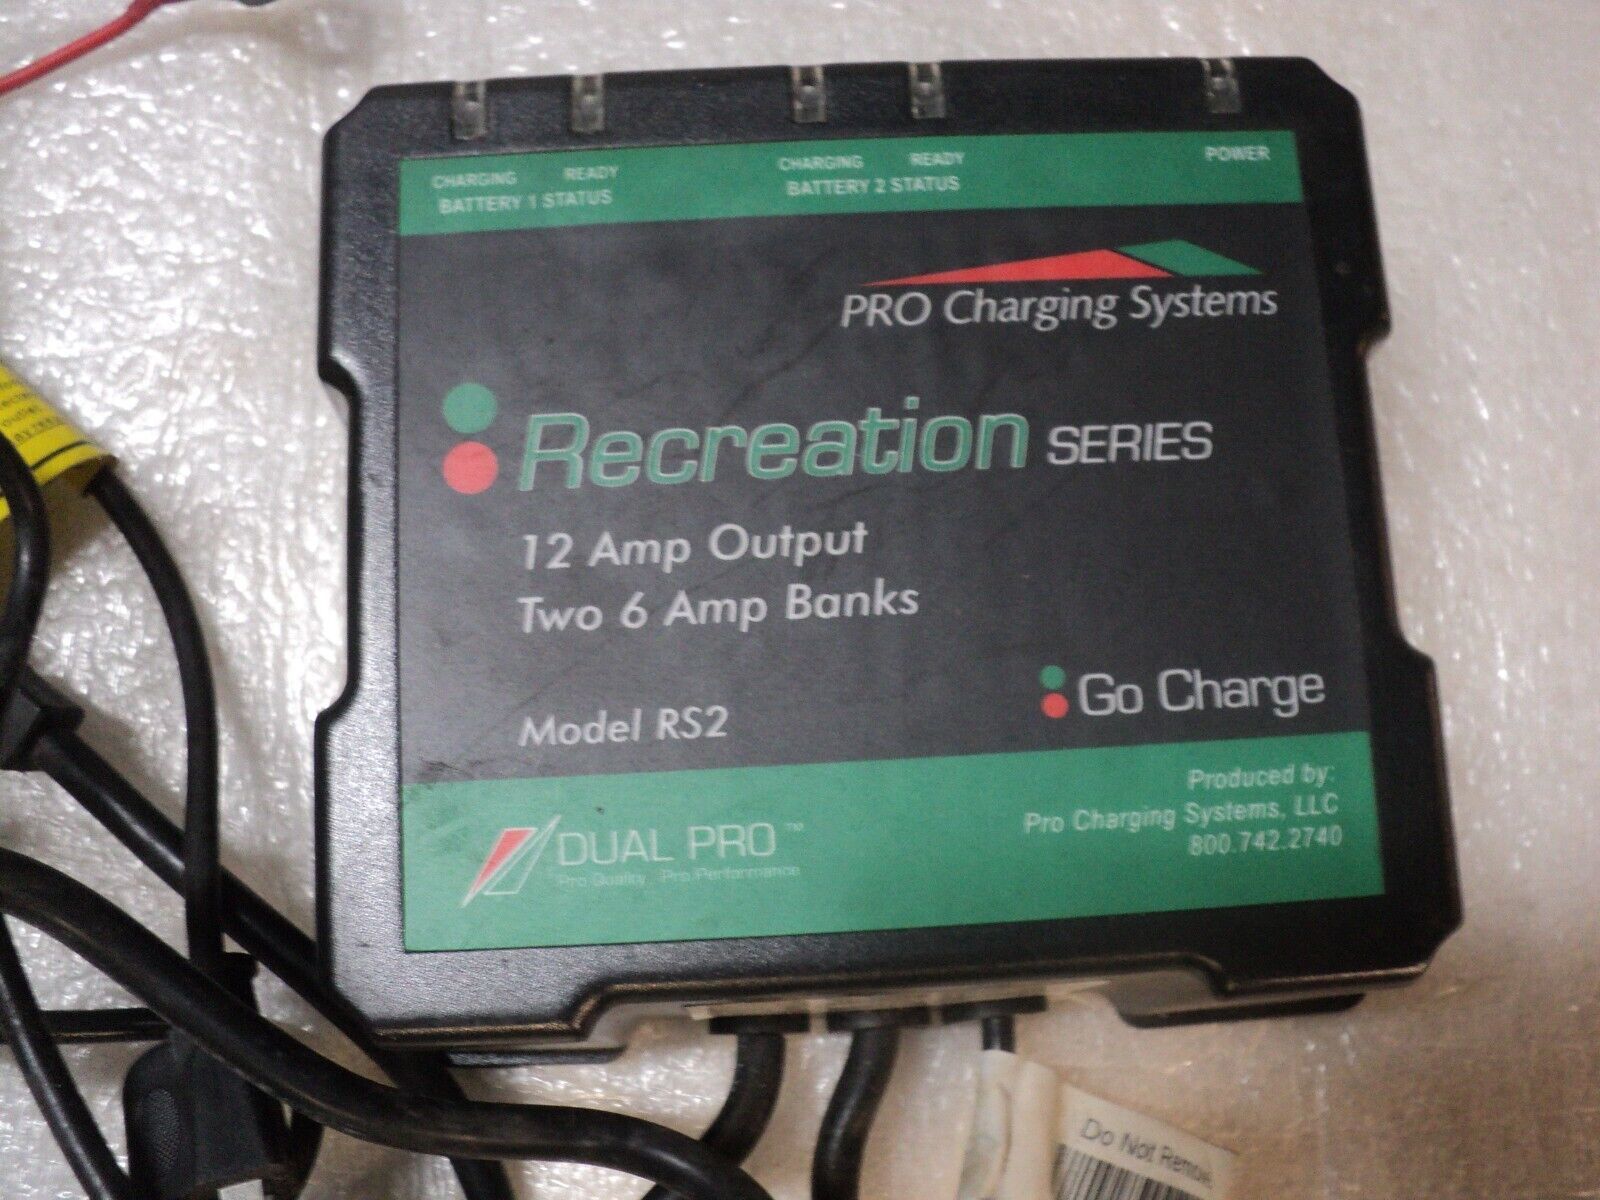 CHARGING READY
BATTERY 1 STATUS
CHARGING READY
BATTERY 2 STATUS
POWER
PRO Charging Systems
Recreation SERIES
12 Amp Output
Two 6 Amp Banks
Model RS2
Go Charge
DUAL PRO™
Pro Quality Pro Performance
Produced by:
Pro Charging Systems, LLC
800.742.2740
outlet
Do Not Remove